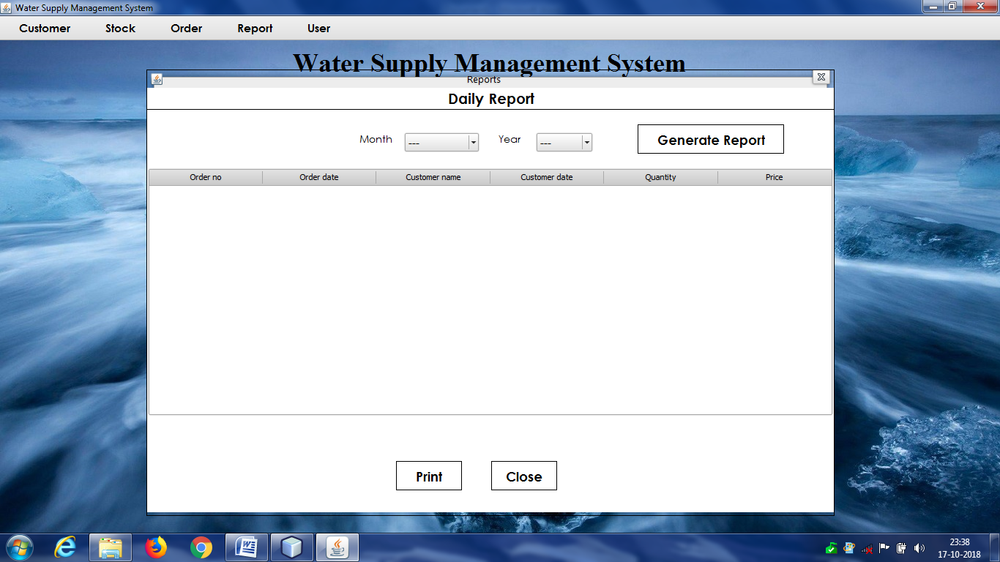 Water Supply Management System
Customer Stock Order Report User
Water Supply Management System
Reports
Daily Report
Month --- Year --- Generate Report
Order no Order date Customer name Customer date Quantity Price
Print Close
23:38
17-10-2018